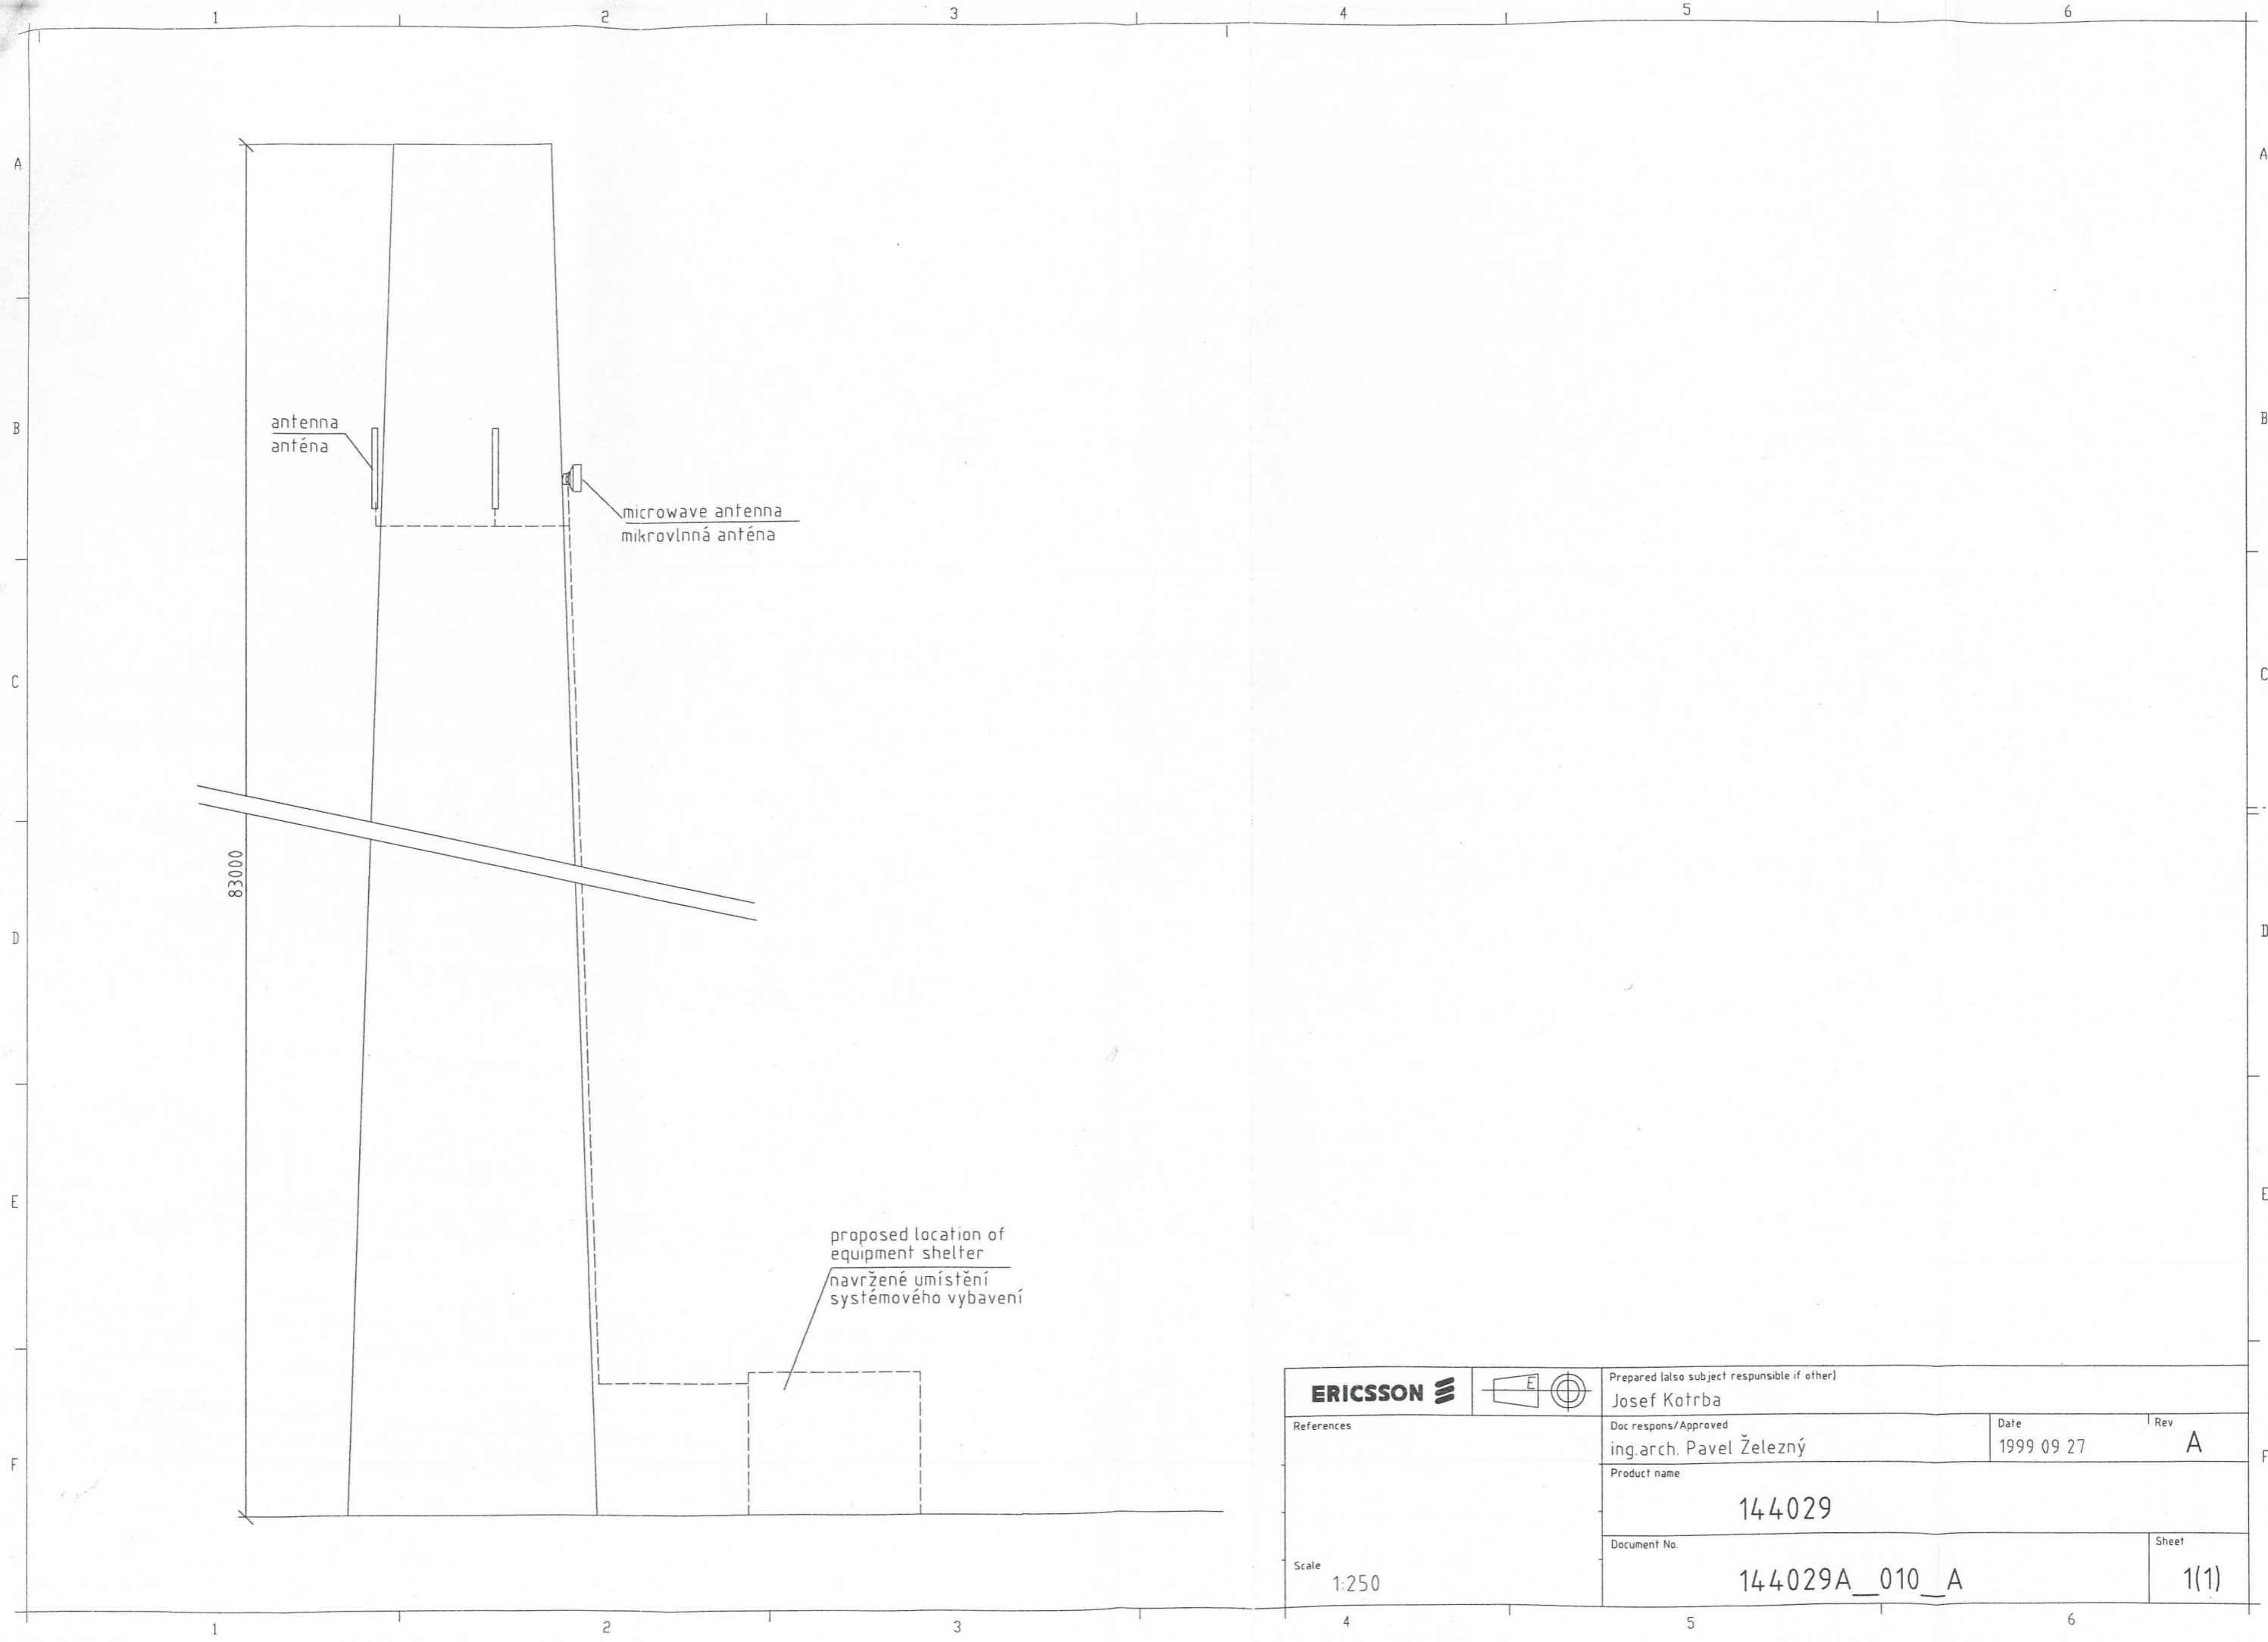 1 2 3 4 5 6
A A
antenna
anténa
B B
microwave antenna
mikrovlnná anténa
C C
83000
D D
E E
proposed location of
equipment shelter
navržené umístění
systémového vybavení
ERICSSON
E
Prepared (also subject respunsible if other)
Josef Kotrba
References
Doc respons/Approved
ing.arch. Pavel Železný
Date
1999 09 27
Rev
A
F F
Product name
144029
Scale
1:250
Document No.
144029A__010__A
Sheet
1(1)
1 2 3 4 5 6